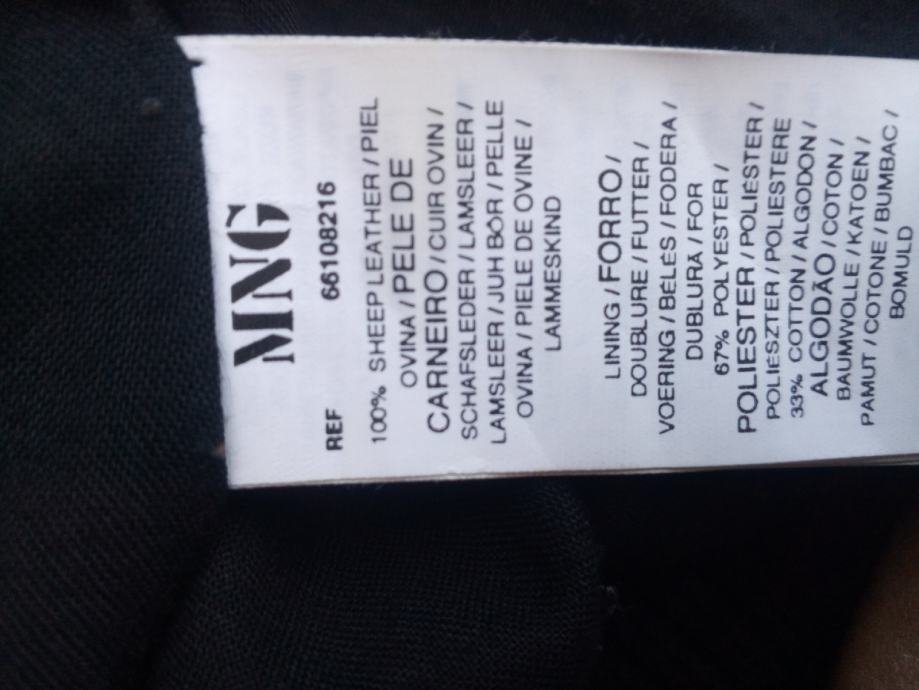 MNG
REF 66108216
100% SHEEP LEATHER / PIEL
OVINA / PELE DE
CARNEIRO / CUIR OVIN /
SCHAFSLEDER / LAMSLEER /
LAMSLEER / JUH BŐR / PELLE
OVINA / PIELE DE OVINE /
LAMMESKIND
LINING / FORRO /
DOUBLURE / FUTTER /
VOERING / BÉLÉS / FODERA /
DUBLURĂ / FOR
67% POLYESTER /
POLIESTER / POLIÉSTER /
POLIÉSZTER / POLIESTERE
33% COTTON / ALGODON /
ALGODÃO / COTON /
BAUMWOLLE / KATOEN /
PAMUT / COTONE / BUMBAC /
BOMULD